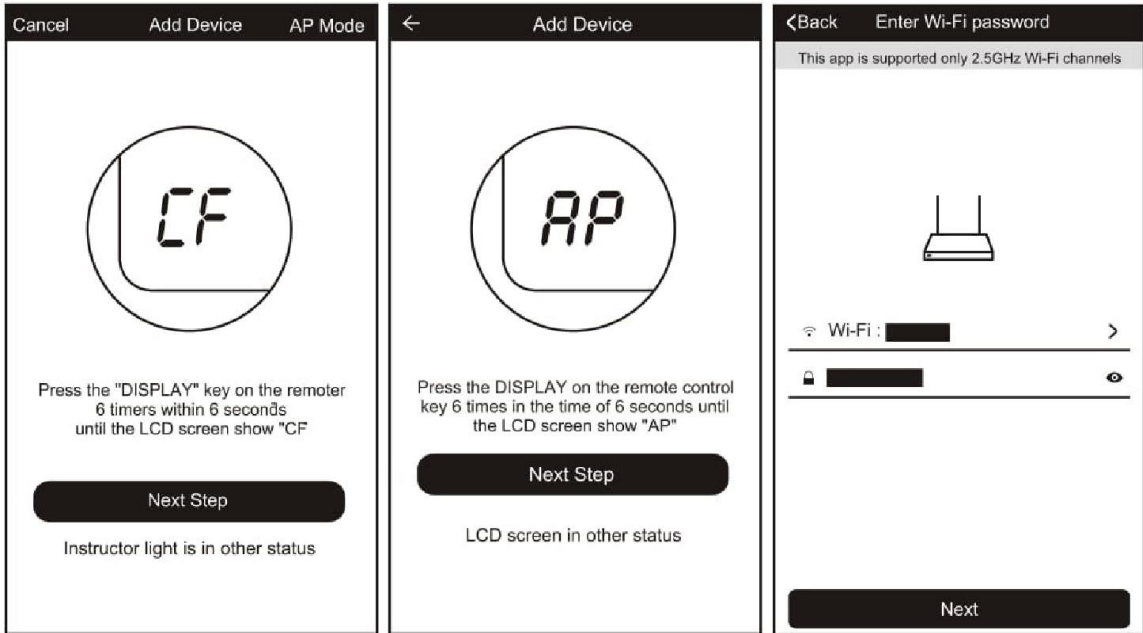 Cancel Add Device AP Mode
CF
Press the "DISPLAY" key on the remoter
6 timers within 6 seconds
until the LCD screen show "CF
Next Step
Instructor light is in other status
Add Device
AP
Press the DISPLAY on the remote control
key 6 times in the time of 6 seconds until
the LCD screen show "AP"
Next Step
LCD screen in other status
Back Enter Wi-Fi password
This app is supported only 2.5GHz Wi-Fi channels
Wi-Fi :
Next